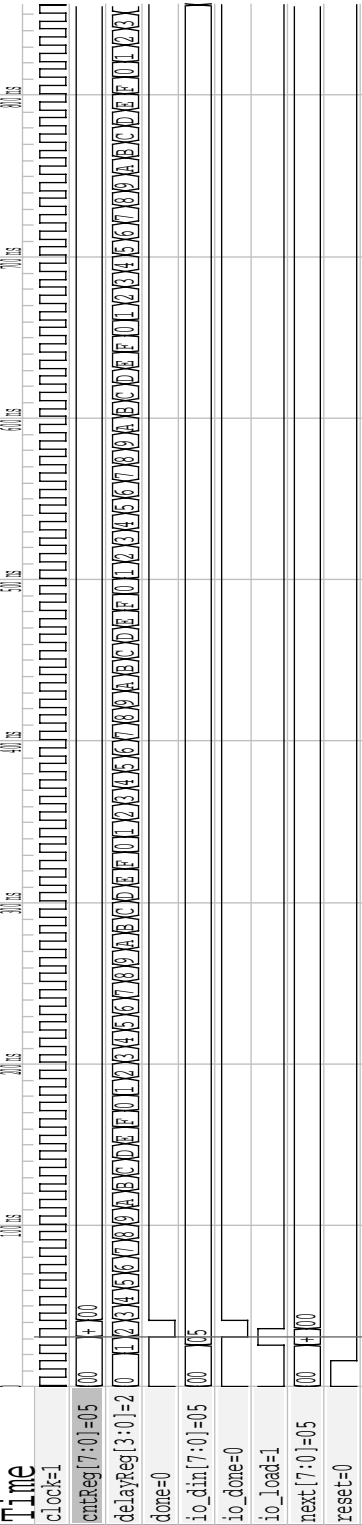 Time
100 ns 200 ns 300 ns 400 ns 500 ns 600 ns 700 ns 800 ns
clock=1
cntReg[7:0]=05 00 + 00
delayReg[3:0]=2 0 1 2 3 4 5 6 7 8 9 A B C D E F 0 1 2 3 4 5 6 7 8 9 A B C D E F 0 1 2 3 4 5 6 7 8 9 A B C D E F 0 1 2 3 4 5 6 7 8 9 A B C D E F 0 1 2 3 4 5 6 7 8 9 A B C D E F 0 1 2 3
done=0
io_din[7:0]=05 00 05
io_done=0
io_load=1
next[7:0]=05 00 + 00
reset=0